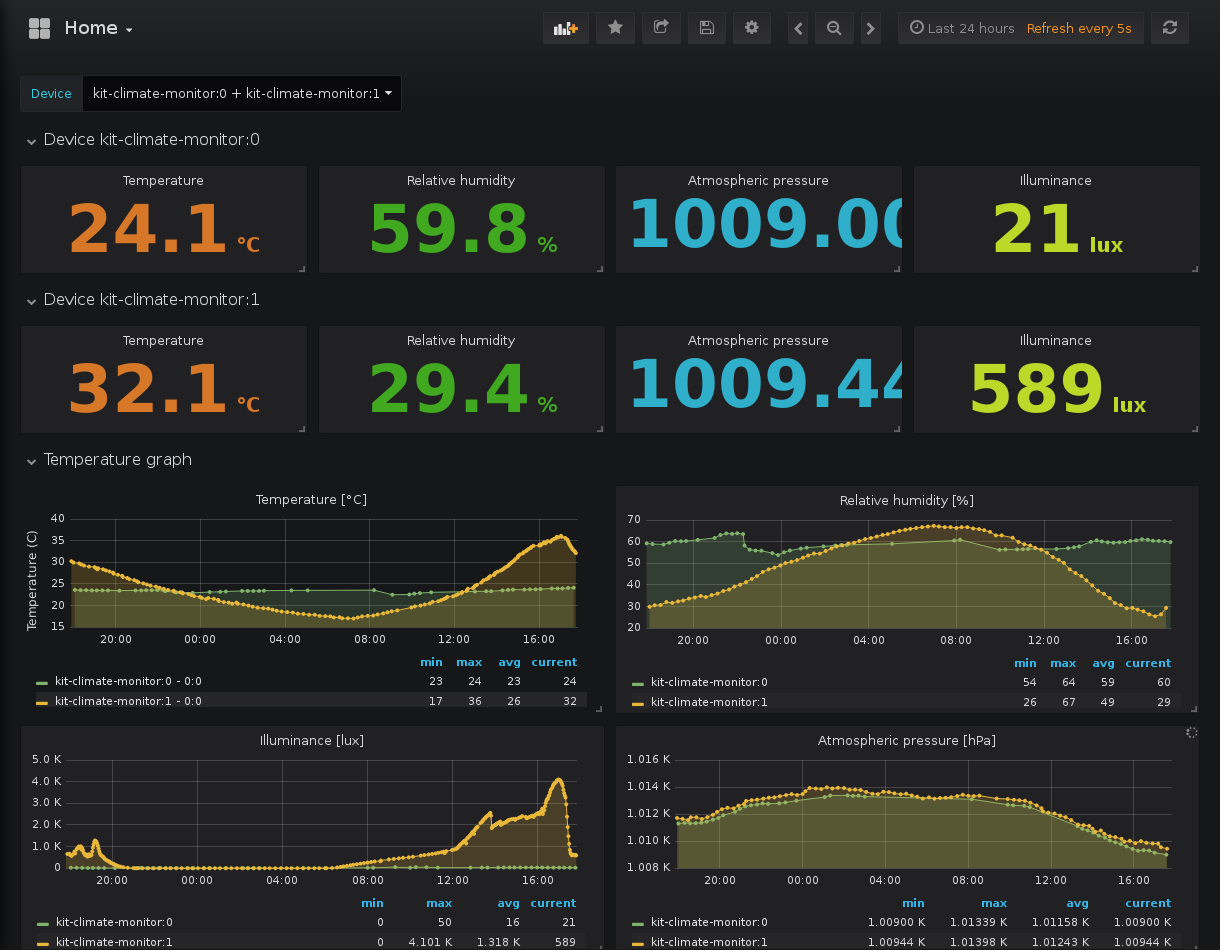 Home
Last 24 hours Refresh every 5s
Device kit-climate-monitor:0 + kit-climate-monitor:1
Device kit-climate-monitor:0
Temperature Relative humidity Atmospheric pressure Illuminance
24.1 °C 59.8 % 1009.00 21 lux
Device kit-climate-monitor:1
Temperature Relative humidity Atmospheric pressure Illuminance
32.1 °C 29.4 % 1009.44 589 lux
Temperature graph
Temperature [°C]
Temperature (C)
40
35
30
25
20
15
20:00 00:00 04:00 08:00 12:00 16:00
min max avg current
kit-climate-monitor:0 - 0:0 23 24 23 24
kit-climate-monitor:1 - 0:0 17 36 26 32
Relative humidity [%]
70
60
50
40
30
20
20:00 00:00 04:00 08:00 12:00 16:00
min max avg current
kit-climate-monitor:0 54 64 59 60
kit-climate-monitor:1 26 67 49 29
Illuminance [lux]
5.0 K
4.0 K
3.0 K
2.0 K
1.0 K
0
20:00 00:00 04:00 08:00 12:00 16:00
min max avg current
kit-climate-monitor:0 0 50 16 21
kit-climate-monitor:1 0 4.101 K 1.318 K 589
Atmospheric pressure [hPa]
1.016 K
1.014 K
1.012 K
1.010 K
1.008 K
20:00 00:00 04:00 08:00 12:00 16:00
min max avg current
kit-climate-monitor:0 1.00900 K 1.01339 K 1.01158 K 1.00900 K
kit-climate-monitor:1 1.00944 K 1.01398 K 1.01243 K 1.00944 K